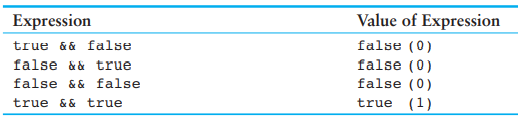 Expression Value of Expression
true && false false (0)
false && true false (0)
false && false false (0)
true && true true (1)